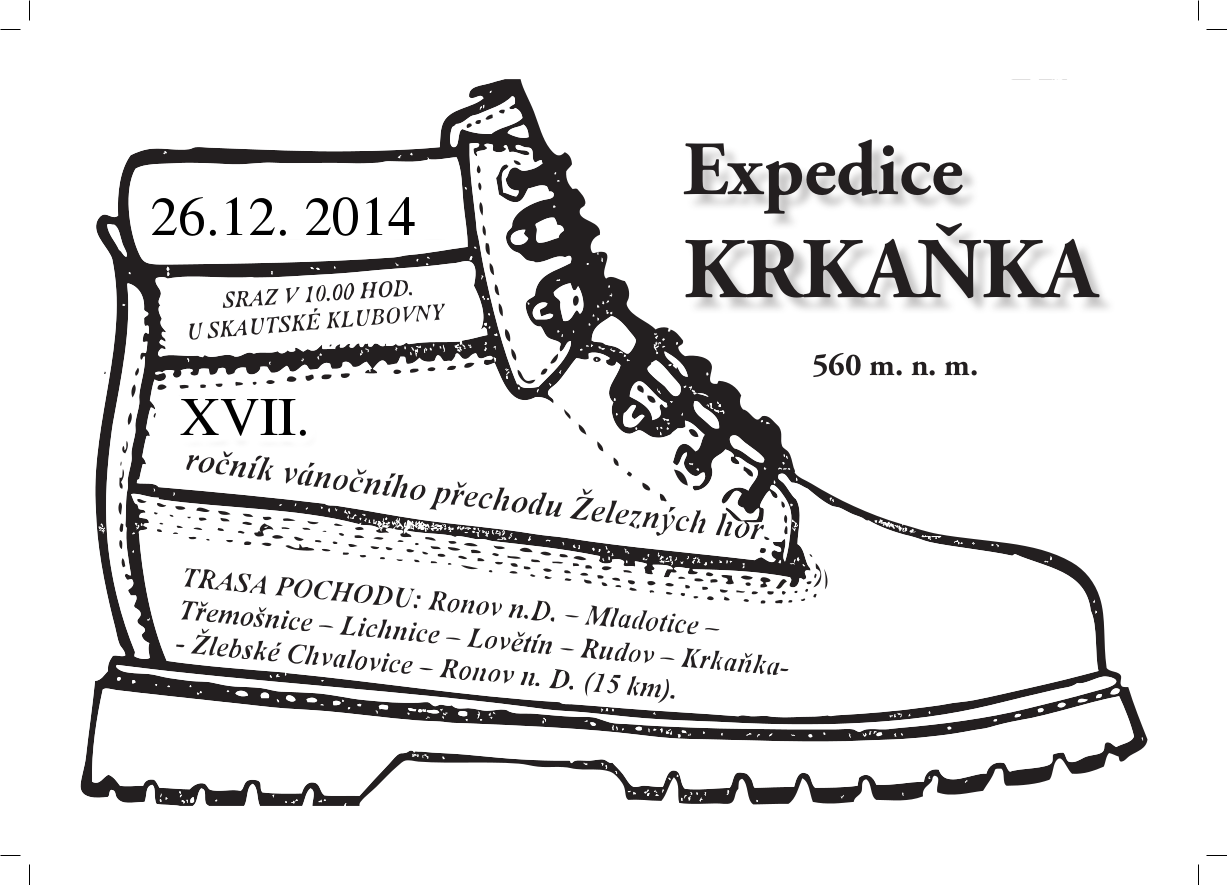 Expedice
KRKAŇKA
560 m. n. m.
26.12. 2014
SRAZ V 10.00 HOD.
U SKAUTSKÉ KLUBOVNY
XVII.
ročník vánočního přechodu Železných hor
TRASA POCHODU: Ronov n.D. – Mladotice –
Třemošnice – Lichnice – Lovětín – Rudov – Krkaňka-
- Žlebské Chvalovice – Ronov n. D. (15 km).